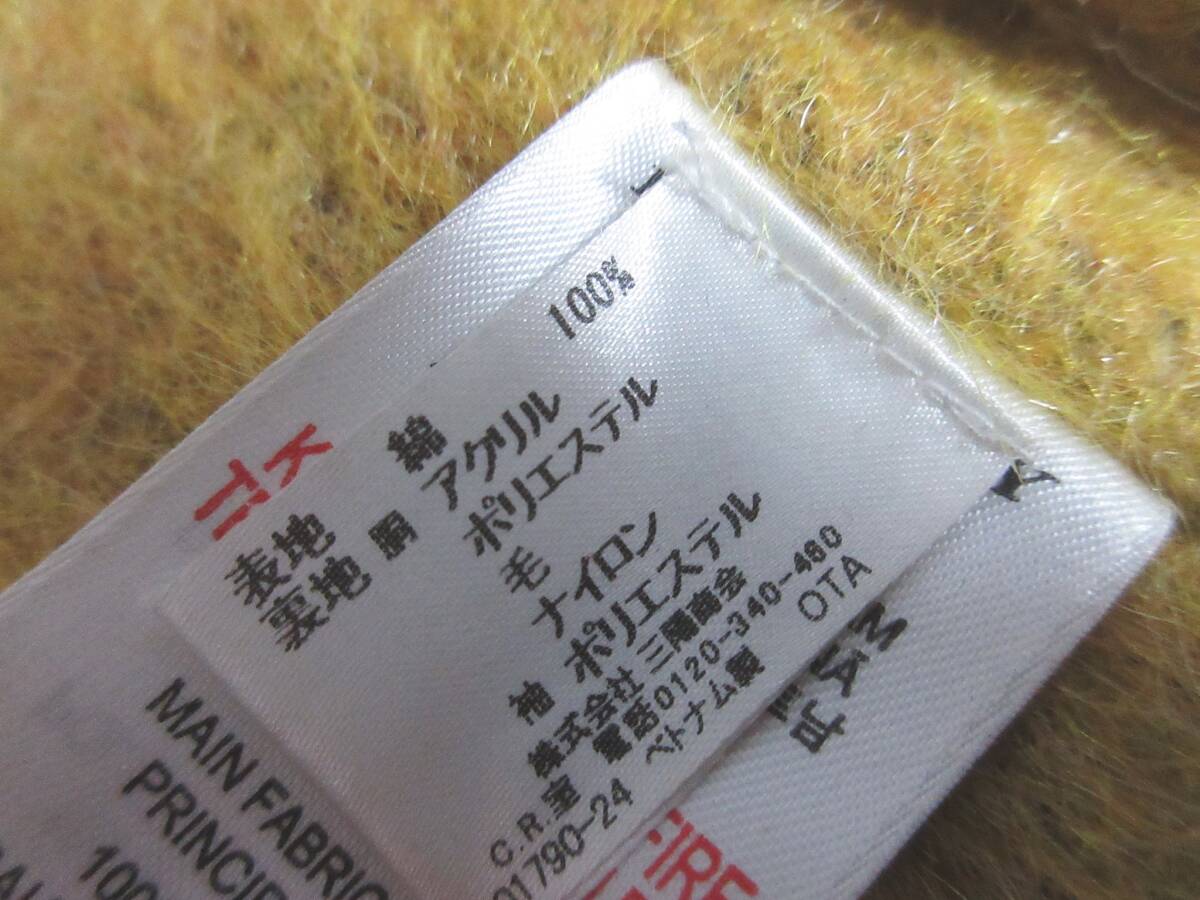 表地 綿 100%
裏地 胴 アクリル
ポリエステル
毛
ナイロン
袖 ポリエステル
株式会社 三陽商会
C.R.室 電話0120-340-460
01790-24 ベトナム製 OTA
MAIN FABRIC
PRINCIP
100